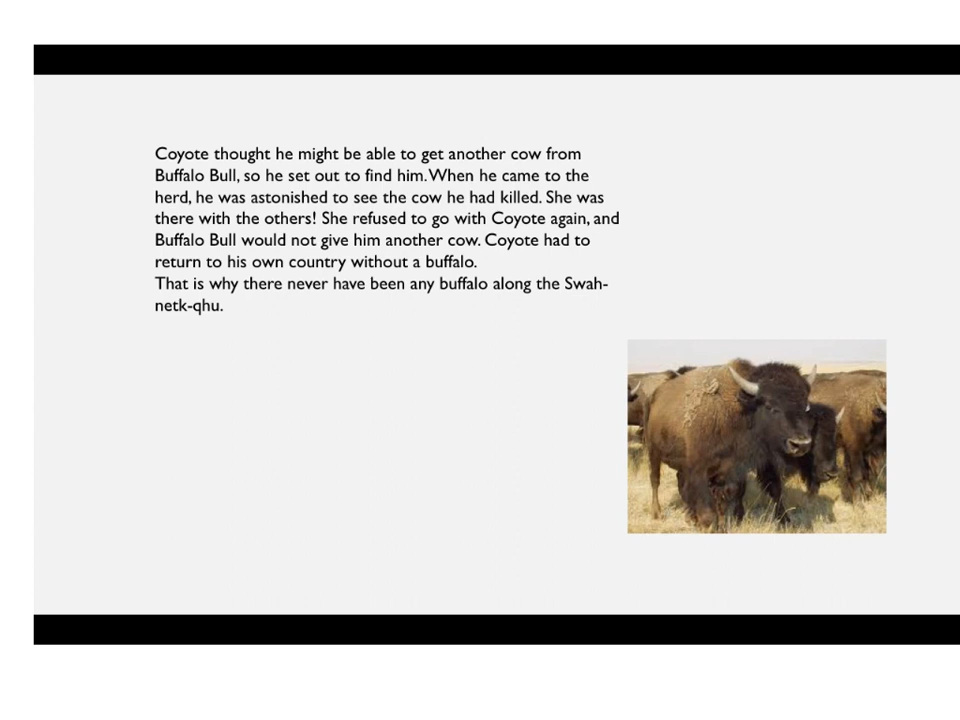 Coyote thought he might be able to get another cow from
Buffalo Bull, so he set out to find him. When he came to the
herd, he was astonished to see the cow he had killed. She was
there with the others! She refused to go with Coyote again, and
Buffalo Bull would not give him another cow. Coyote had to
return to his own country without a buffalo.
That is why there never have been any buffalo along the Swah-
netk-qhu.